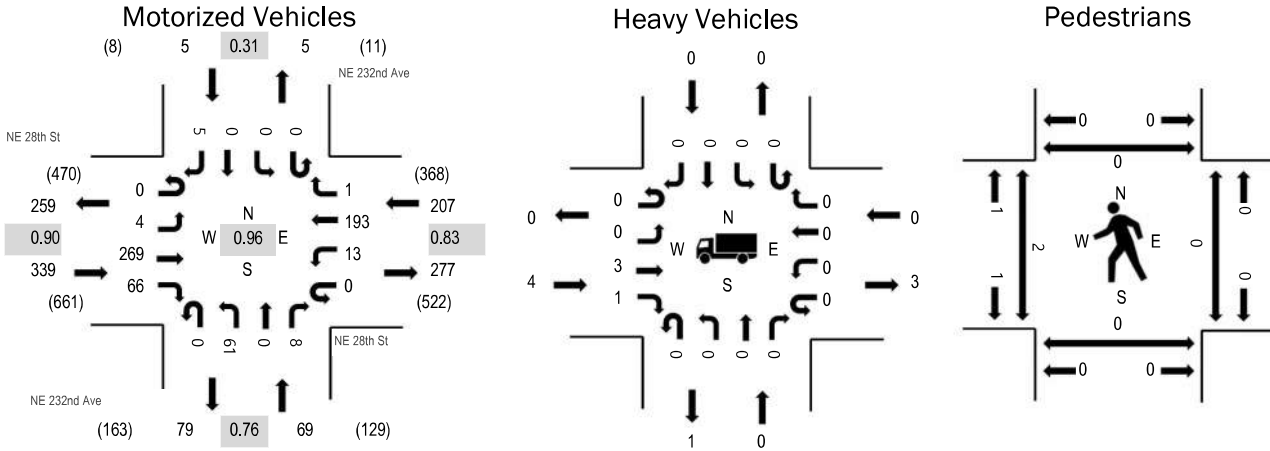 Motorized Vehicles
(8) 5 0.31 5 (11)
NE 232nd Ave
NE 28th St
5 0 0 0
(470) 0 1 (368)
259 4 193 207
0.90 N W 0.96 E S 13 0.83
339 269 0 277
(661) 66 (522)
0 61 0 8
NE 28th St
NE 232nd Ave
(163) 79 0.76 69 (129)
Heavy Vehicles
0 0
0 0 0 0
0 0
0 0 0 0
N
W E
S
3 0
4 1 0 3
0 0 0 0
1 0
Pedestrians
0 0
0
1 0
N
W E
S
2 0
1 0
0
0 0